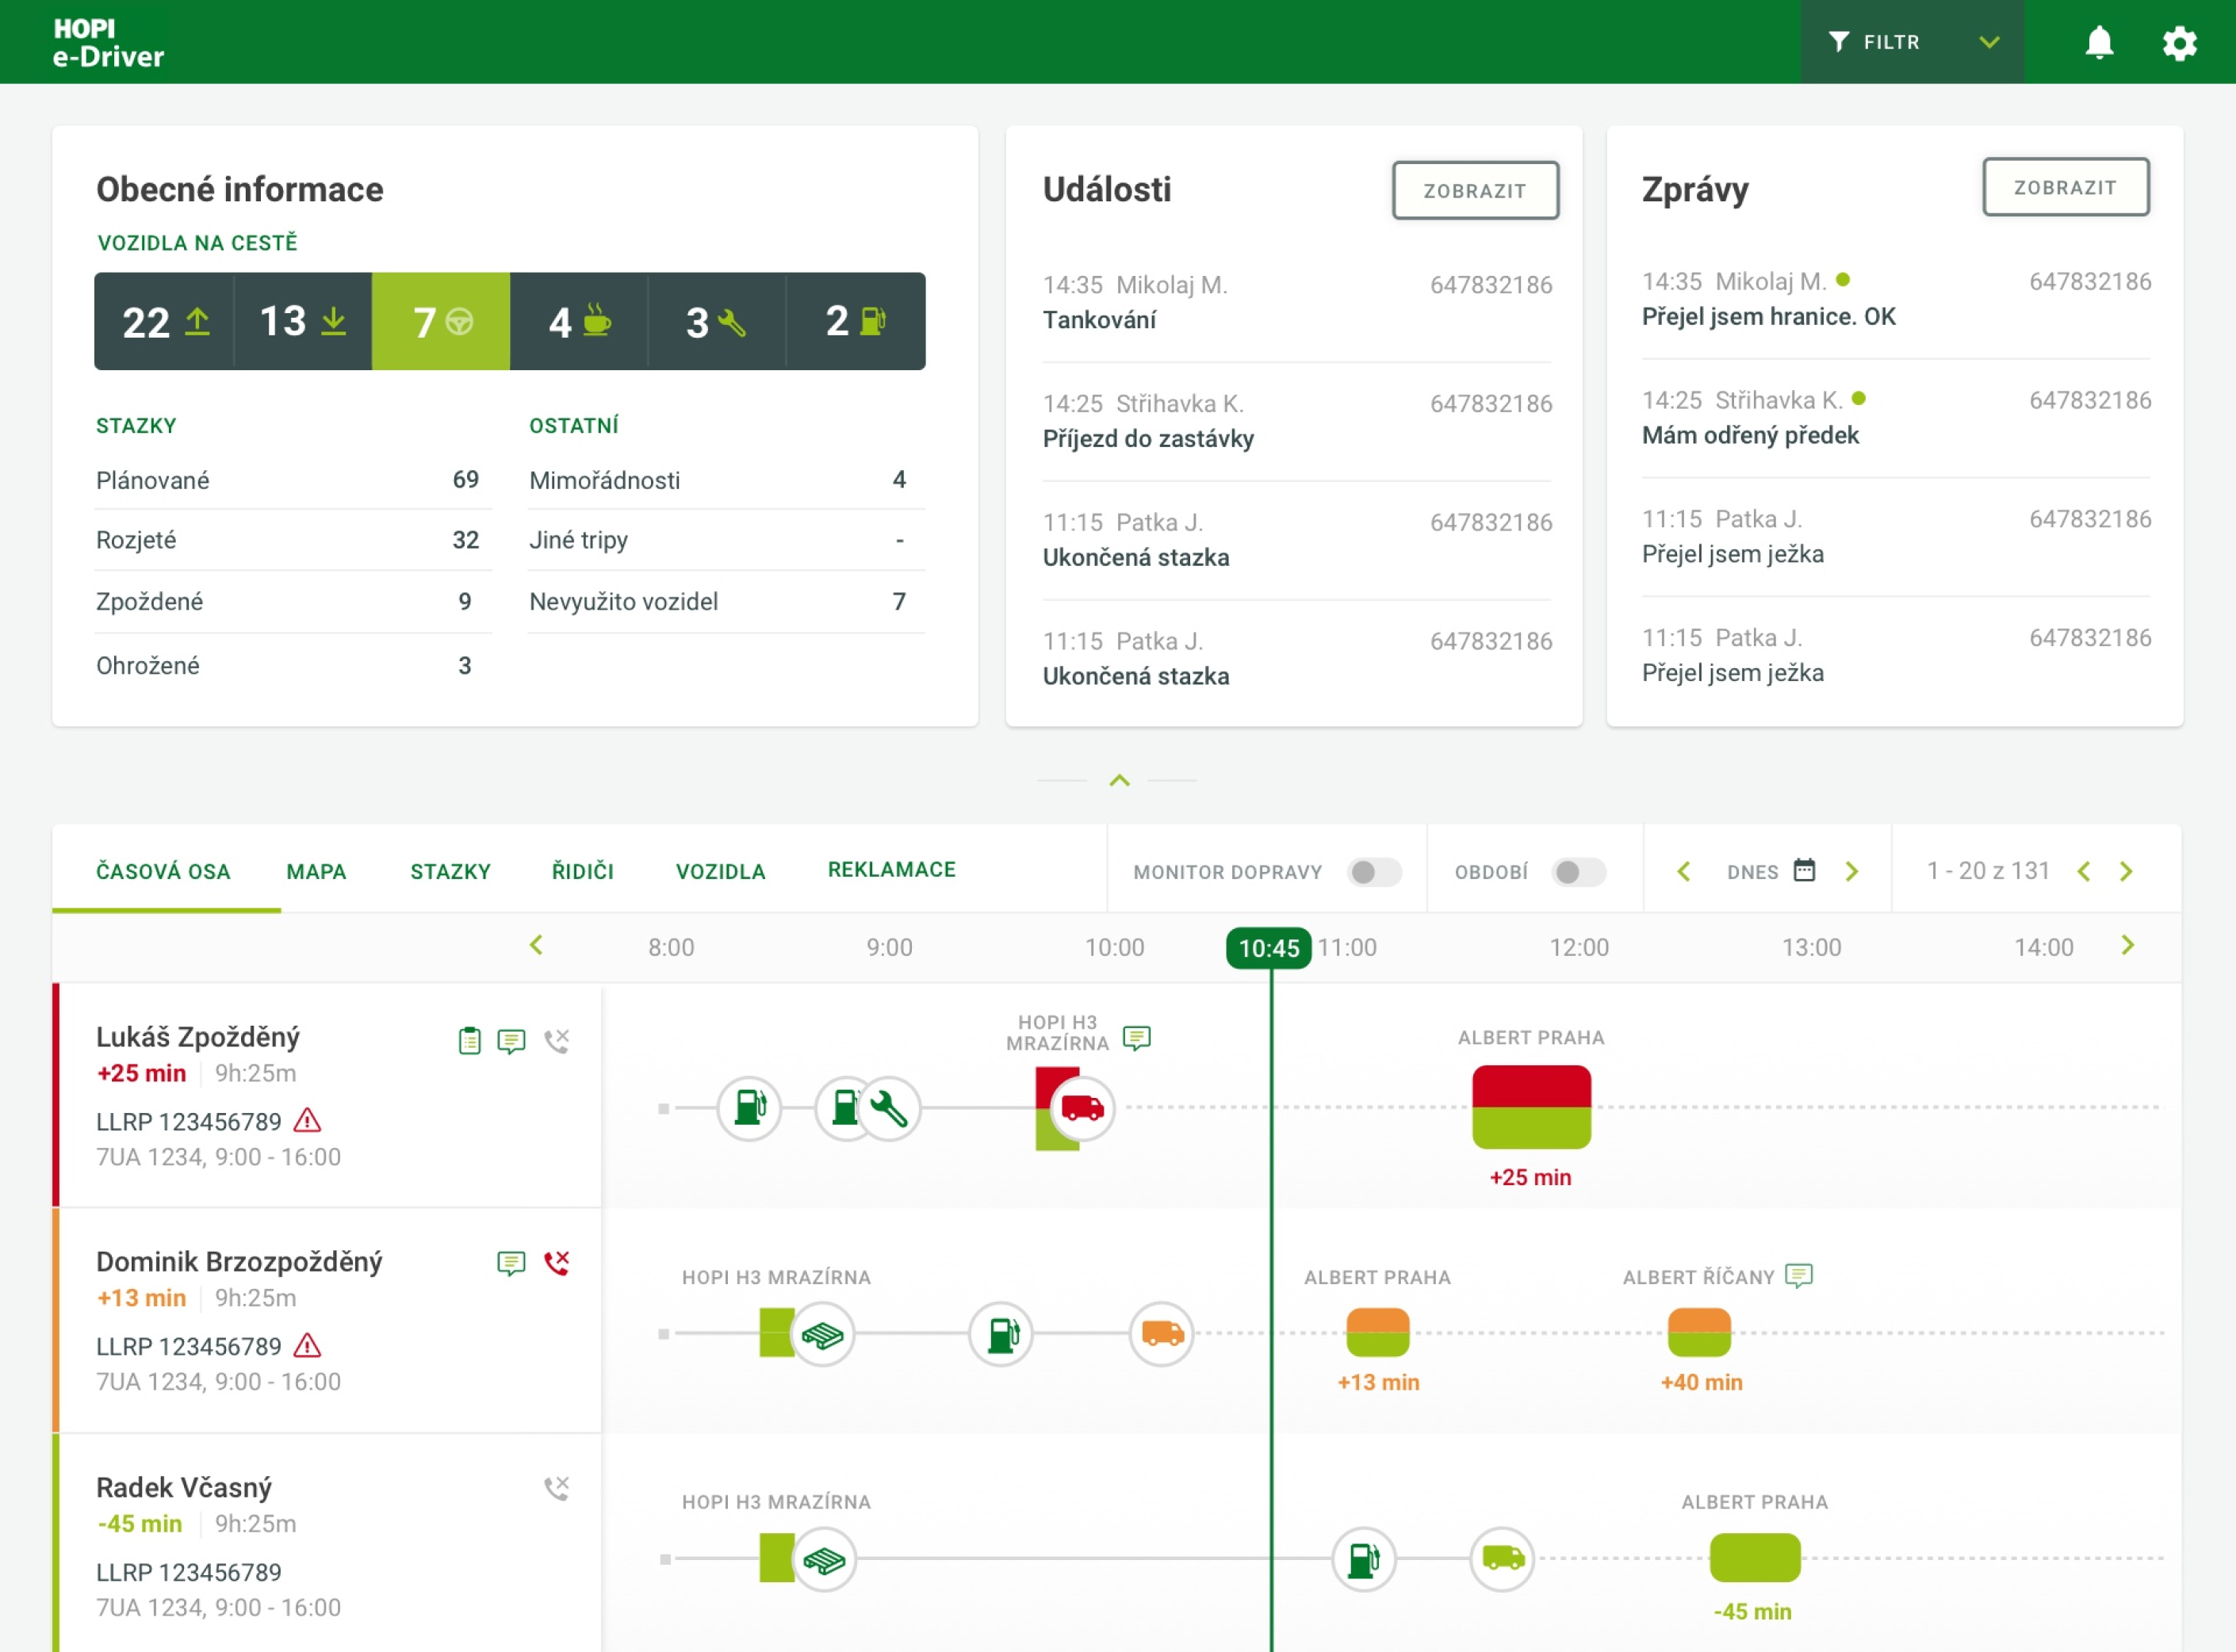 HOPI
e-Driver
FILTR
Obecné informace
VOZIDLA NA CESTĚ
22 13 7 4 3 2
STAZKY
Plánované 69
Rozjeté 32
Zpoždené 9
Ohrožené 3
OSTATNÍ
Mimořádnosti 4
Jiné tripy -
Nevyužito vozidel 7
Události
ZOBRAZIT
14:35 Mikolaj M. 647832186
Tankování
14:25 Střihavka K. 647832186
Příjezd do zastávky
11:15 Patka J. 647832186
Ukončená stazka
11:15 Patka J. 647832186
Ukončená stazka
Zprávy
ZOBRAZIT
14:35 Mikolaj M. 647832186
Přejel jsem hranice. OK
14:25 Střihavka K. 647832186
Mám odřený předek
11:15 Patka J. 647832186
Přejel jsem ježka
11:15 Patka J. 647832186
Přejel jsem ježka
ČASOVÁ OSA MAPA STAZKY ŘIDIČI VOZIDLA REKLAMACE MONITOR DOPRAVY OBDOBÍ DNES 1 - 20 z 131
8:00 9:00 10:00 10:45 11:00 12:00 13:00 14:00
Lukáš Zpožděný
+25 min 9h:25m
LLRP 123456789
7UA 1234, 9:00 - 16:00
HOPI H3
MRAZÍRNA
ALBERT PRAHA
+25 min
Dominik Brzozpožděný
+13 min 9h:25m
LLRP 123456789
7UA 1234, 9:00 - 16:00
HOPI H3 MRAZÍRNA
ALBERT PRAHA
+13 min
ALBERT ŘÍČANY
+40 min
Radek Včasný
-45 min 9h:25m
LLRP 123456789
7UA 1234, 9:00 - 16:00
HOPI H3 MRAZÍRNA
ALBERT PRAHA
-45 min